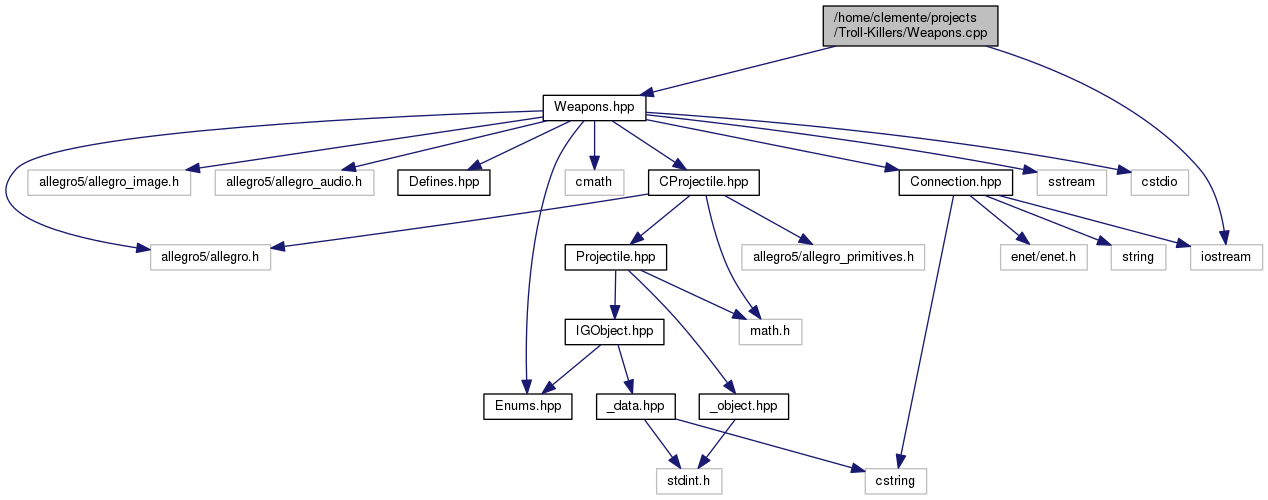 /home/clemente/projects
/Troll-Killers/Weapons.cpp
Weapons.hpp
allegro5/allegro_image.h
allegro5/allegro_audio.h
Defines.hpp
cmath
CProjectile.hpp
Connection.hpp
sstream
cstdio
allegro5/allegro.h
Projectile.hpp
allegro5/allegro_primitives.h
enet/enet.h
string
iostream
IGObject.hpp
math.h
Enums.hpp
_data.hpp
_object.hpp
stdint.h
cstring